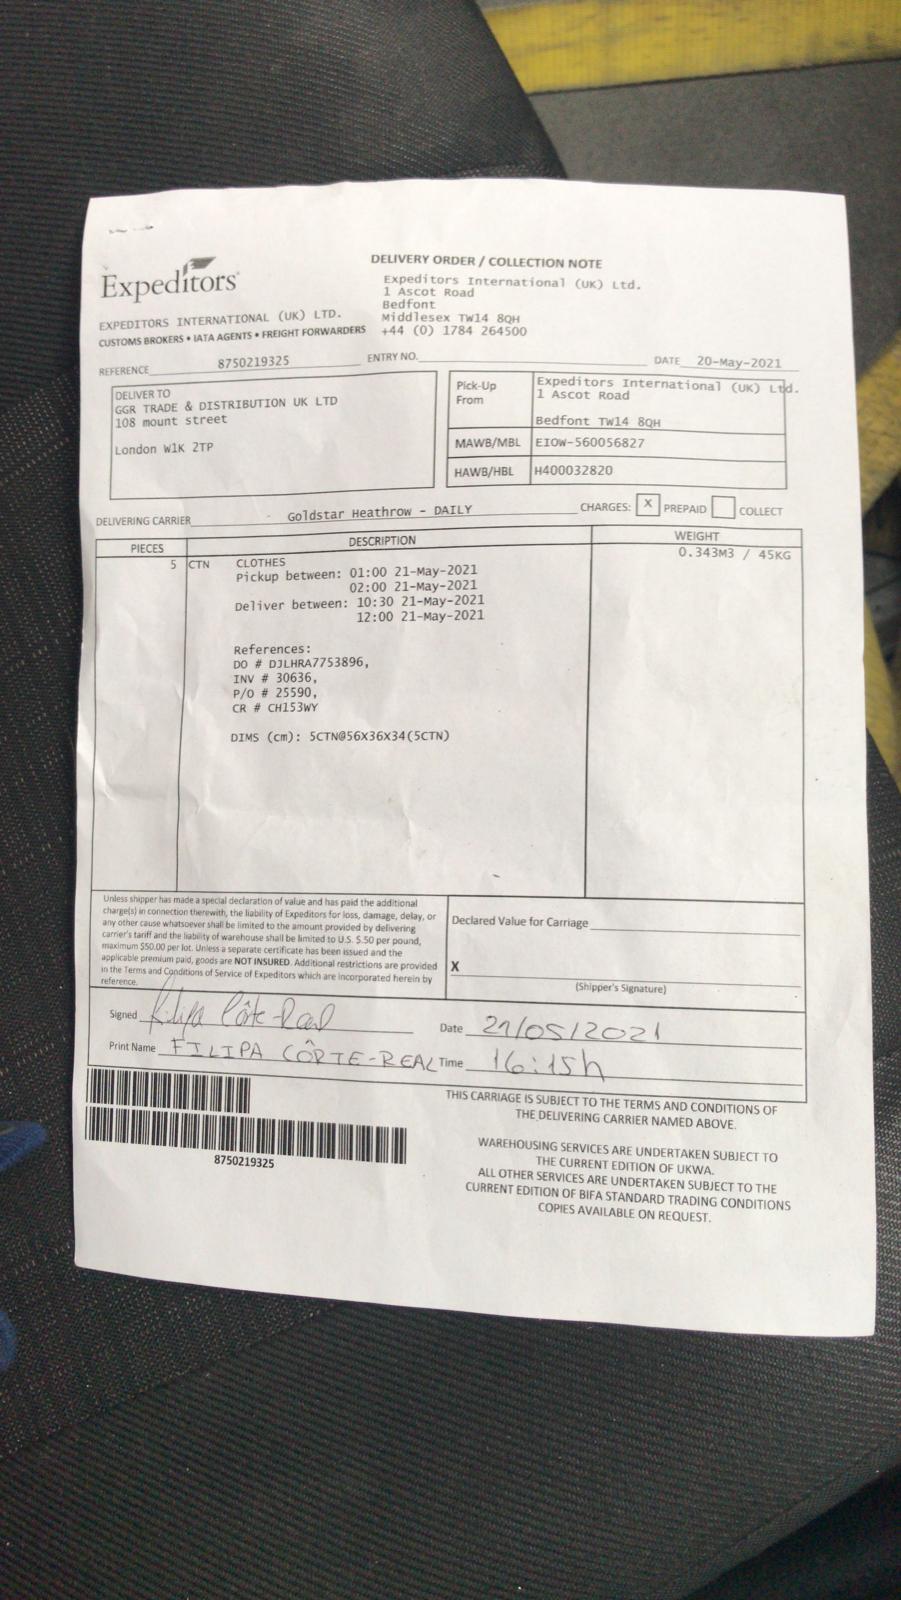 DELIVERY ORDER / COLLECTION NOTE
Expeditors
Expeditors International (UK) Ltd.
1 Ascot Road
Bedfont
Middlesex TW14 8QH
+44 (0) 1784 264500
EXPEDITORS INTERNATIONAL (UK) LTD.
CUSTOMS BROKERS • IATA AGENTS • FREIGHT FORWARDERS
REFERENCE 8750219325 ENTRY NO. DATE 20-May-2021
DELIVER TO
GGR TRADE & DISTRIBUTION UK LTD
108 mount street
London W1K 2TP
Pick-Up From
Expeditors International (UK) Ltd.
1 Ascot Road
Bedfont TW14 8QH
MAWB/MBL EIOW-560056827
HAWB/HBL H400032820
DELIVERING CARRIER Goldstar Heathrow - DAILY CHARGES: X PREPAID COLLECT
PIECES DESCRIPTION WEIGHT
5 CTN CLOTHES 0.343M3 / 45KG
Pickup between: 01:00 21-May-2021
02:00 21-May-2021
Deliver between: 10:30 21-May-2021
12:00 21-May-2021
References:
DO # DJLHRA7753896,
INV # 30636,
P/O # 25590,
CR # CH153WY
DIMS (cm): 5CTN@56X36X34(5CTN)
Unless shipper has made a special declaration of value and has paid the additional
charge(s) in connection therewith, the liability of Expeditors for loss, damage, delay, or
any other cause whatsoever shall be limited to the amount provided by delivering
carrier's tariff and the liability of warehouse shall be limited to U.S. $.50 per pound,
maximum $50.00 per lot. Unless a separate certificate has been issued and the
applicable premium paid, goods are NOT INSURED. Additional restrictions are provided
in the Terms and Conditions of Service of Expeditors which are incorporated herein by
reference.
Declared Value for Carriage
X
(Shipper's Signature)
Signed Filipa Côrte-Real Date 21/05/2021
Print Name FILIPA CÔRTE-REAL Time 16:15h
8750219325
THIS CARRIAGE IS SUBJECT TO THE TERMS AND CONDITIONS OF
THE DELIVERING CARRIER NAMED ABOVE.
WAREHOUSING SERVICES ARE UNDERTAKEN SUBJECT TO
THE CURRENT EDITION OF UKWA.
ALL OTHER SERVICES ARE UNDERTAKEN SUBJECT TO THE
CURRENT EDITION OF BIFA STANDARD TRADING CONDITIONS
COPIES AVAILABLE ON REQUEST.